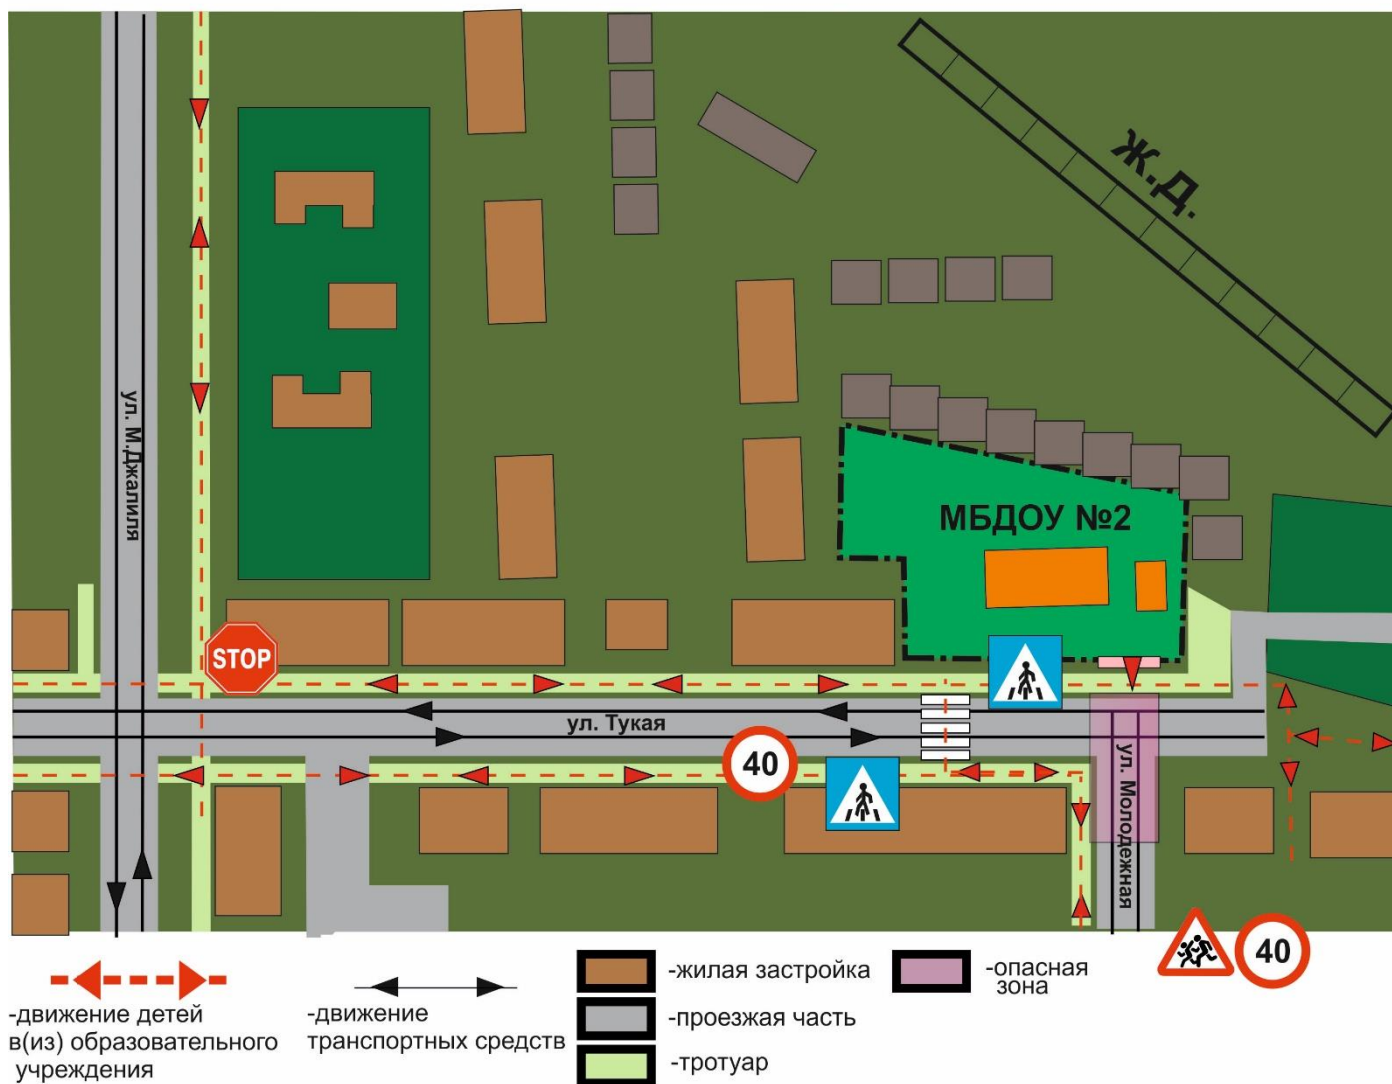 Ж.Д.
ул. М.Джалиля
МБДОУ №2
STOP
ул. Тукая
40
ул. Молодежная
40
-движение детей
в(из) образовательного
учреждения
-движение
транспортных средств
-жилая застройка
-проезжая часть
-тротуар
-опасная
зона